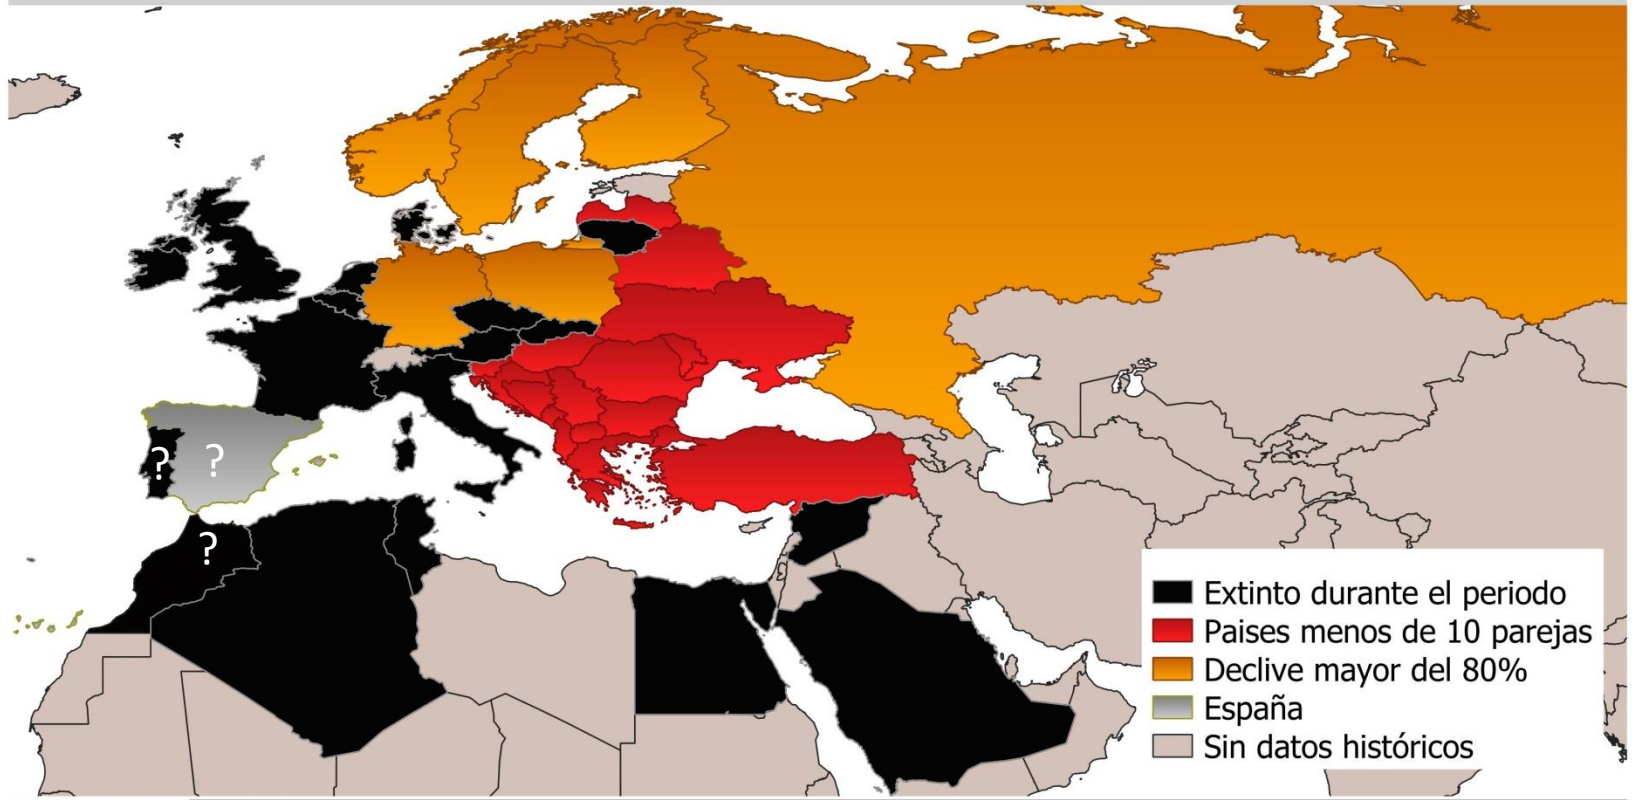 ?
?
?
Extinto durante el periodo
Paises menos de 10 parejas
Declive mayor del 80%
España
Sin datos históricos